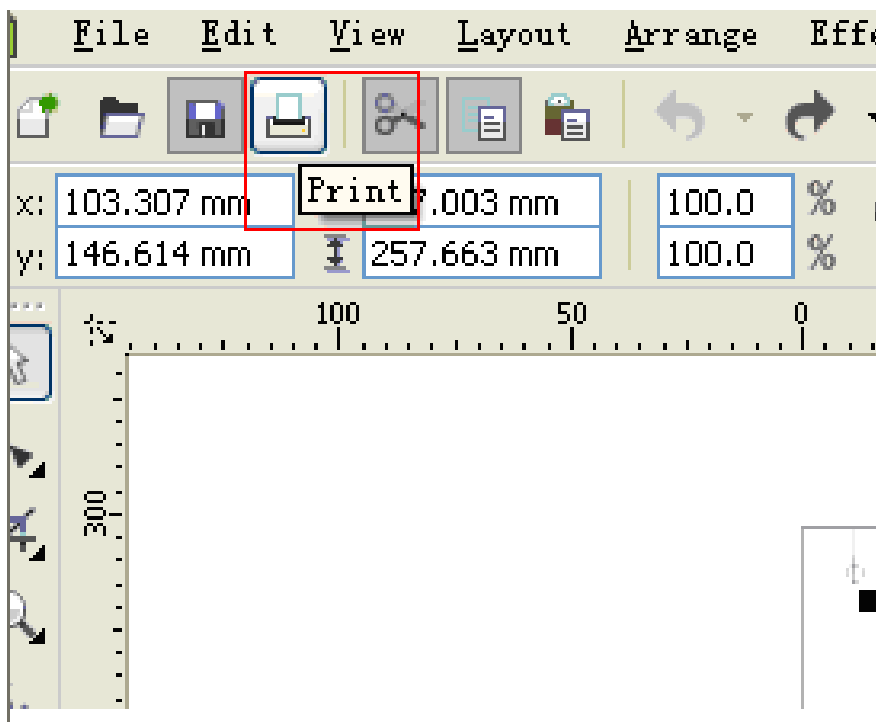 File Edit View Layout Arrange
Print
x: 103.307 mm .003 mm 100.0 %
y: 146.614 mm 257.663 mm 100.0 %
100 50 0
300